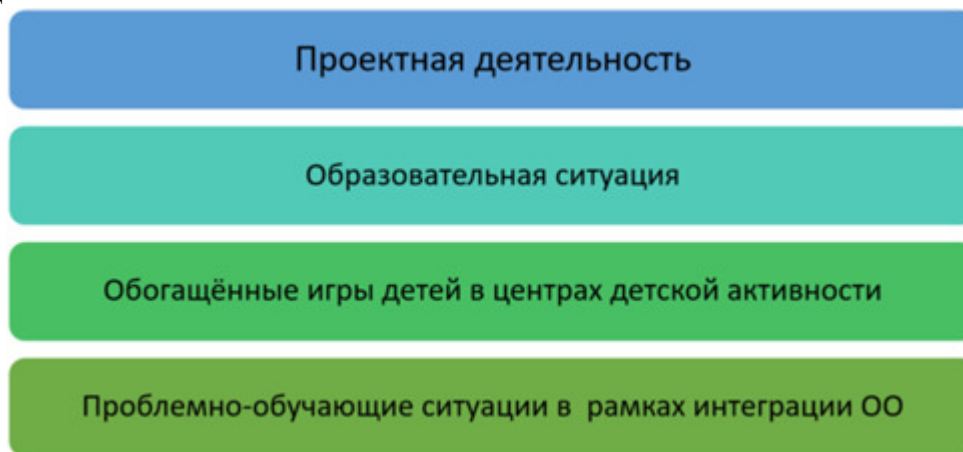 Проектная деятельность
Образовательная ситуация
Обогащённые игры детей в центрах детской активности
Проблемно-обучающие ситуации в рамках интеграции ОО